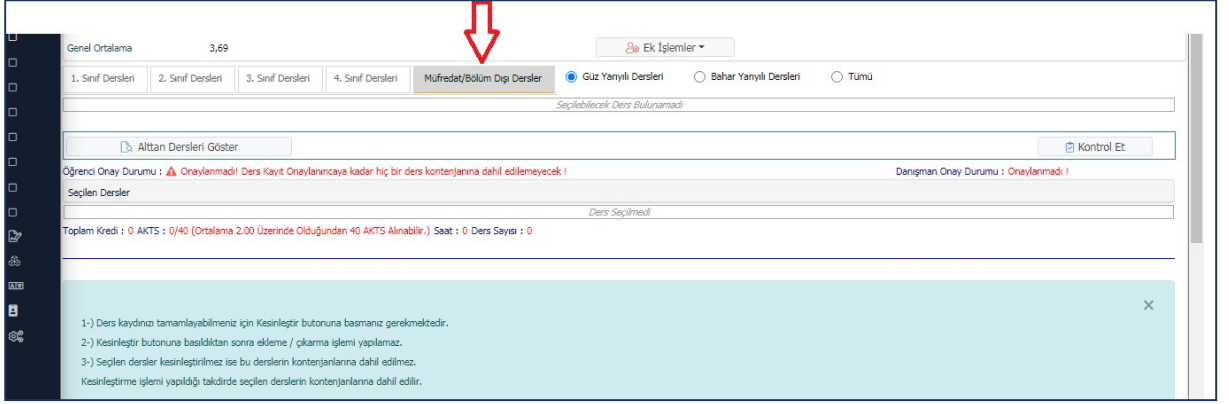 Genel Ortalama 3,69 Ek İşlemler
1. Sınıf Dersleri 2. Sınıf Dersleri 3. Sınıf Dersleri 4. Sınıf Dersleri Müfredat/Bölüm Dışı Dersler Güz Yarıyılı Dersleri Bahar Yarıyılı Dersleri Tümü
Seçilebilecek Ders Bulunamadı
Alttan Dersleri Göster Kontrol Et
Öğrenci Onay Durumu : Onaylanmadı! Ders Kayıt Onaylanıncaya kadar hiç bir ders kontenjanına dahil edilemeyecek ! Danışman Onay Durumu : Onaylanmadı !
Seçilen Dersler
Ders Seçilmedi
Toplam Kredi : 0 AKTS : 0/40 (Ortalama 2.00 Üzerinde Olduğundan 40 AKTS Alınabilir.) Saat : 0 Ders Sayısı : 0
1-) Ders kaydınızı tamamlayabilmeniz için Kesinleştir butonuna basmanız gerekmektedir.
2-) Kesinleştir butonuna basıldıktan sonra ekleme / çıkarma işlemi yapılamaz.
3-) Seçilen dersler kesinleştirilmez ise bu derslerin kontenjanlarına dahil edilmez.
Kesinleştirme işlemi yapıldığı takdirde seçilen derslerin kontenjanlarına dahil edilir.